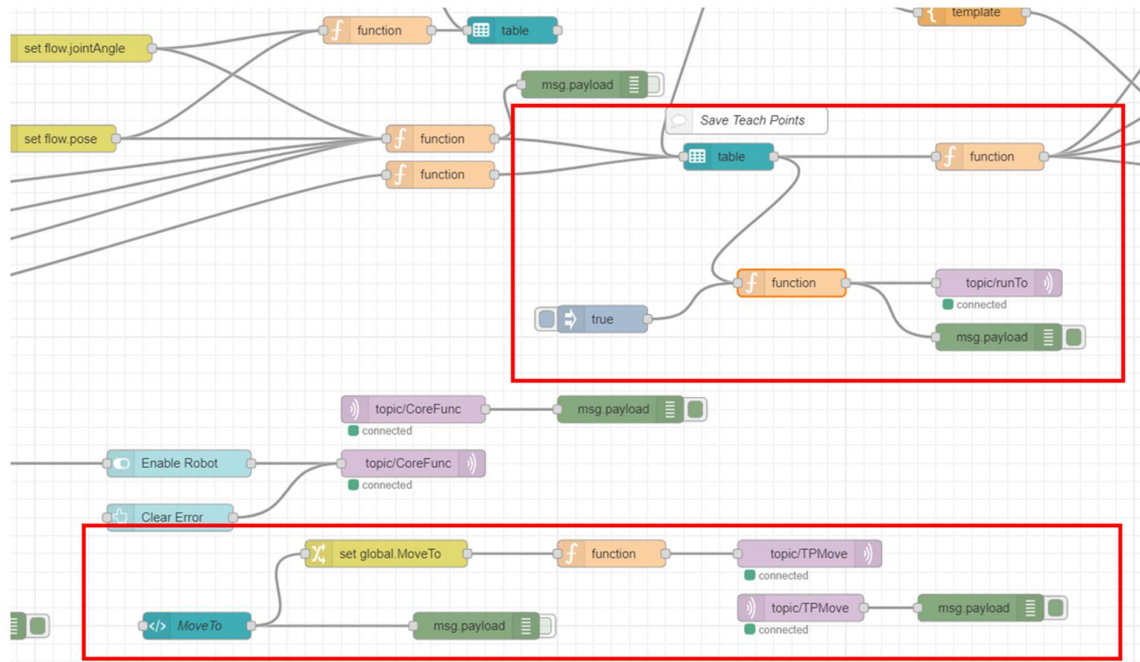 template
function
table
set flow.jointAngle
msg.payload
Save Teach Points
set flow.pose
function
table
function
function
function
topic/runTo
connected
true
msg.payload
topic/CoreFunc
msg.payload
connected
Enable Robot
topic/CoreFunc
connected
Clear Error
set global.MoveTo
function
topic/TPMove
connected
topic/TPMove
msg.payload
MoveTo
msg.payload
connected